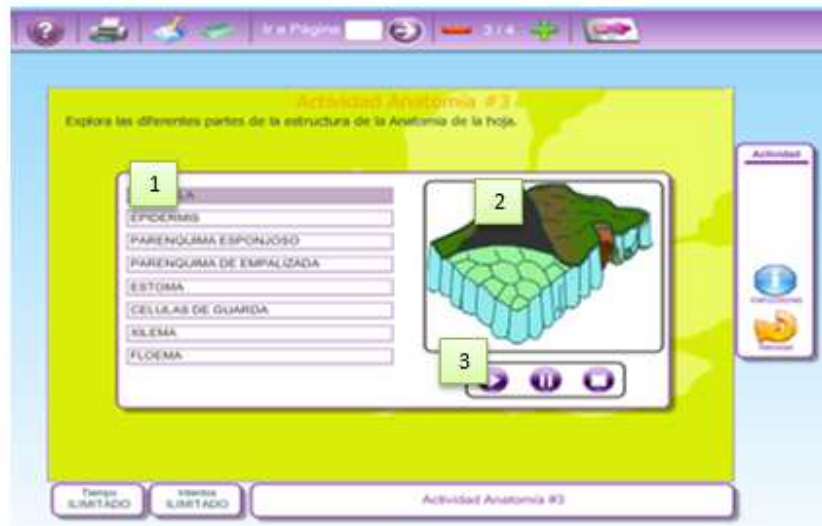 Ir a Página
3 / 4
Actividad Anatomía #3
Explora las diferentes partes de la estructura de la Anatomía de la hoja.
Actividad
1
LA
2
EPIDERMIS
PARENQUIMA ESPONJOSO
PARENQUIMA DE EMPALIZADA
ESTOMA
CELULAS DE GUARDA
XILEMA
FLOEMA
3
Tiempo
ILIMITADO
Intentos
ILIMITADO
Actividad Anatomía #3